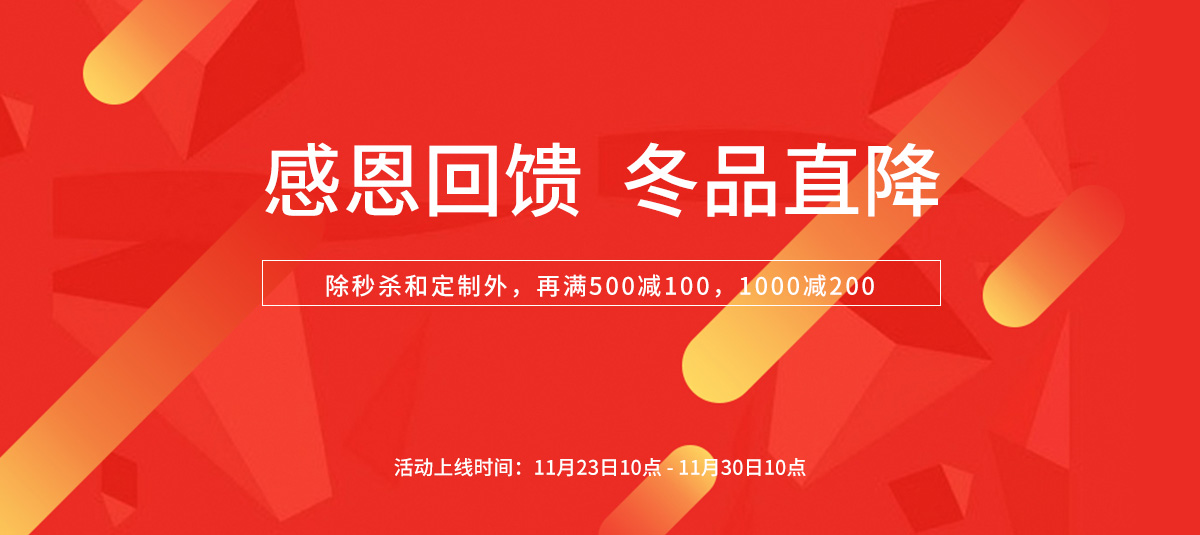 感恩回馈 冬品直降
除秒杀和定制外，再满500减100，1000减200
活动上线时间：11月23日10点 - 11月30日10点